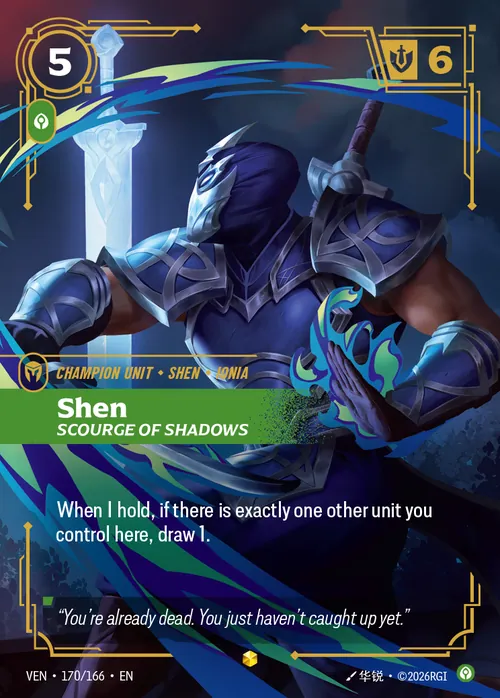 5
6
CHAMPION UNIT • SHEN • IONIA
Shen
SCOURGE OF SHADOWS
When I hold, if there is exactly one other unit you
control here, draw 1.
“You’re already dead. You just haven’t caught up yet.”
VEN • 170/166 • EN
华锐 • ©2026RGI